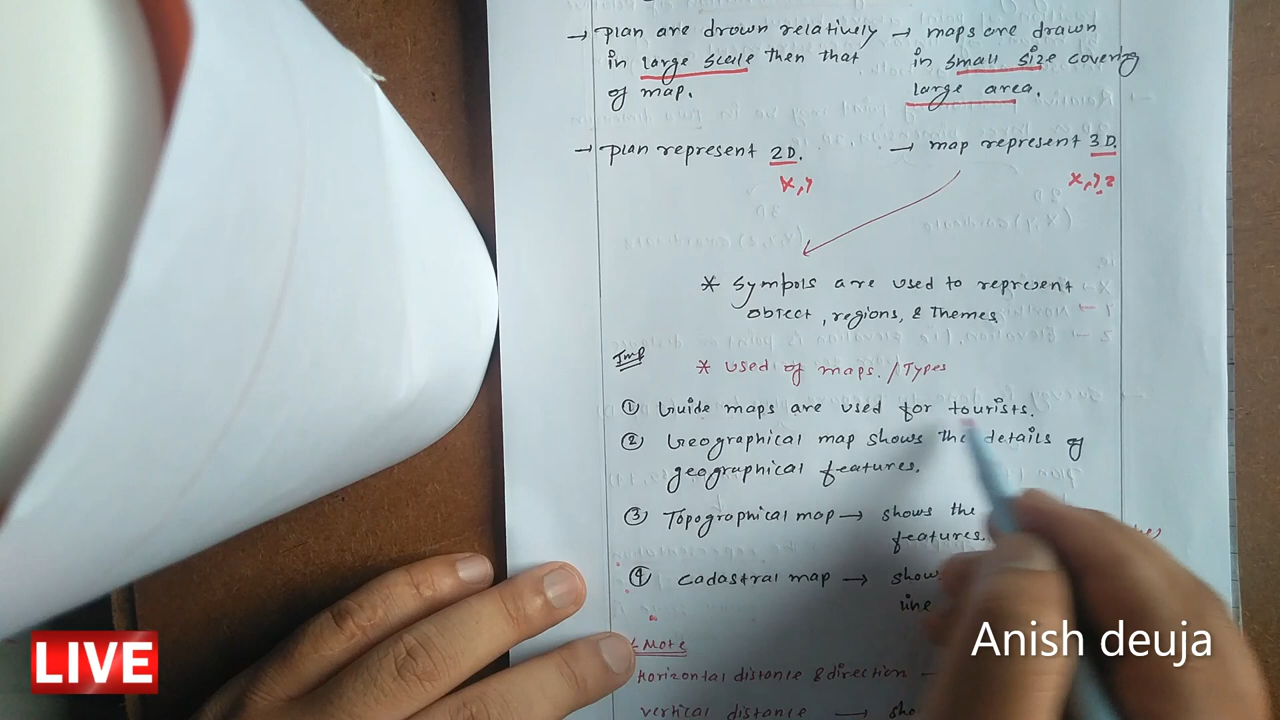 → plan are drown relatively
in large scale then that
of map.
→ maps are drawn
in small size covering
large area.
→ plan represent 2D.
x,y
→ map represent 3D.
x,y,z
* symbols are used to represent
object, regions, & themes
Imp
* used of maps. / Types
① Guide maps are used for tourists.
② Geographical map shows the details of
geographical features.
③ Topographical map → shows the
features.
④ cadastral map → show
line
Note
Horizontal distance & direction →
vertical distance → sho
LIVE
Anish deuja